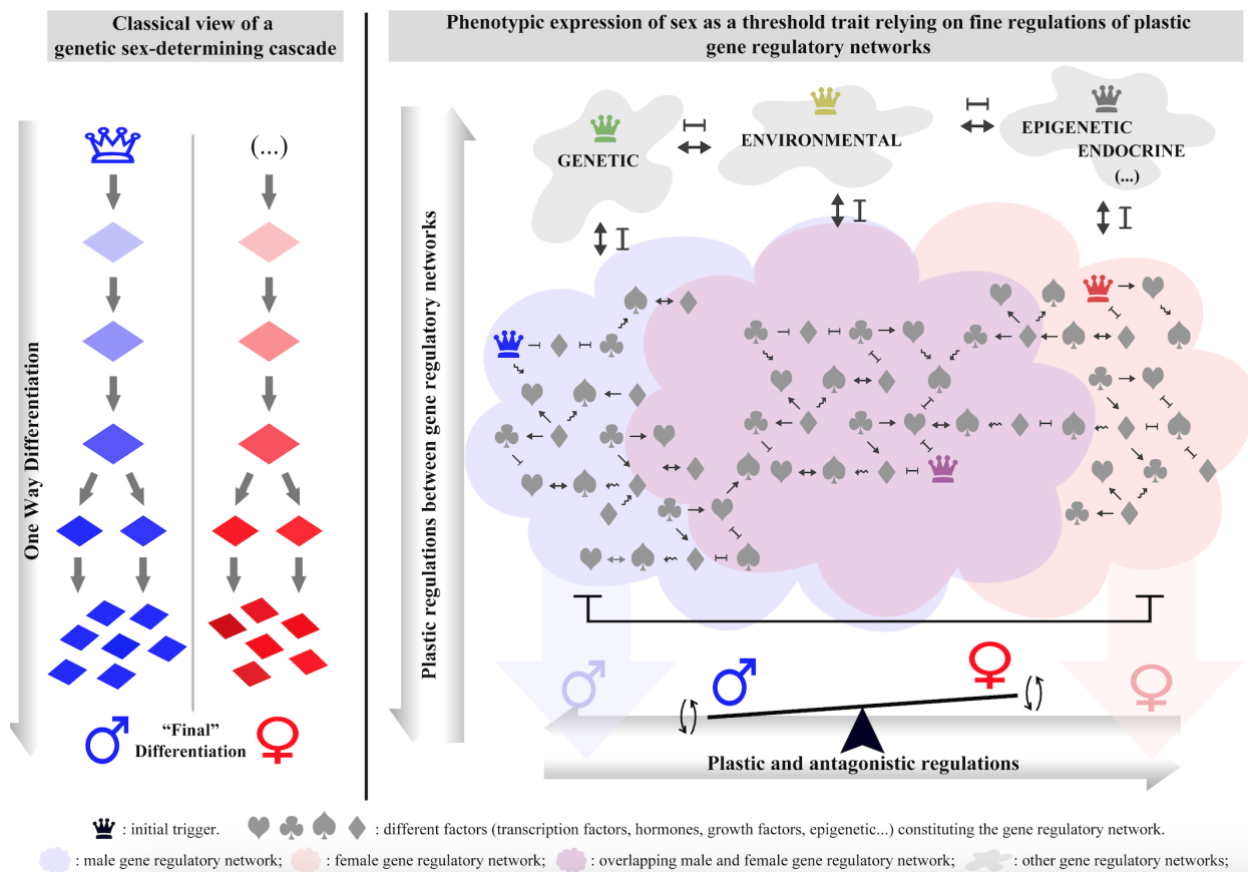 Classical view of a
genetic sex-determining cascade
Phenotypic expression of sex as a threshold trait relying on fine regulations of plastic
gene regulatory networks
One Way Differentiation
(...)
“Final”
Differentiation
Plastic regulations between gene regulatory networks
GENETIC
ENVIRONMENTAL
EPIGENETIC
ENDOCRINE
(...)
Plastic and antagonistic regulations
: initial trigger.
: different factors (transcription factors, hormones, growth factors, epigenetic...) constituting the gene regulatory network.
: male gene regulatory network;
: female gene regulatory network;
: overlapping male and female gene regulatory network;
: other gene regulatory networks;